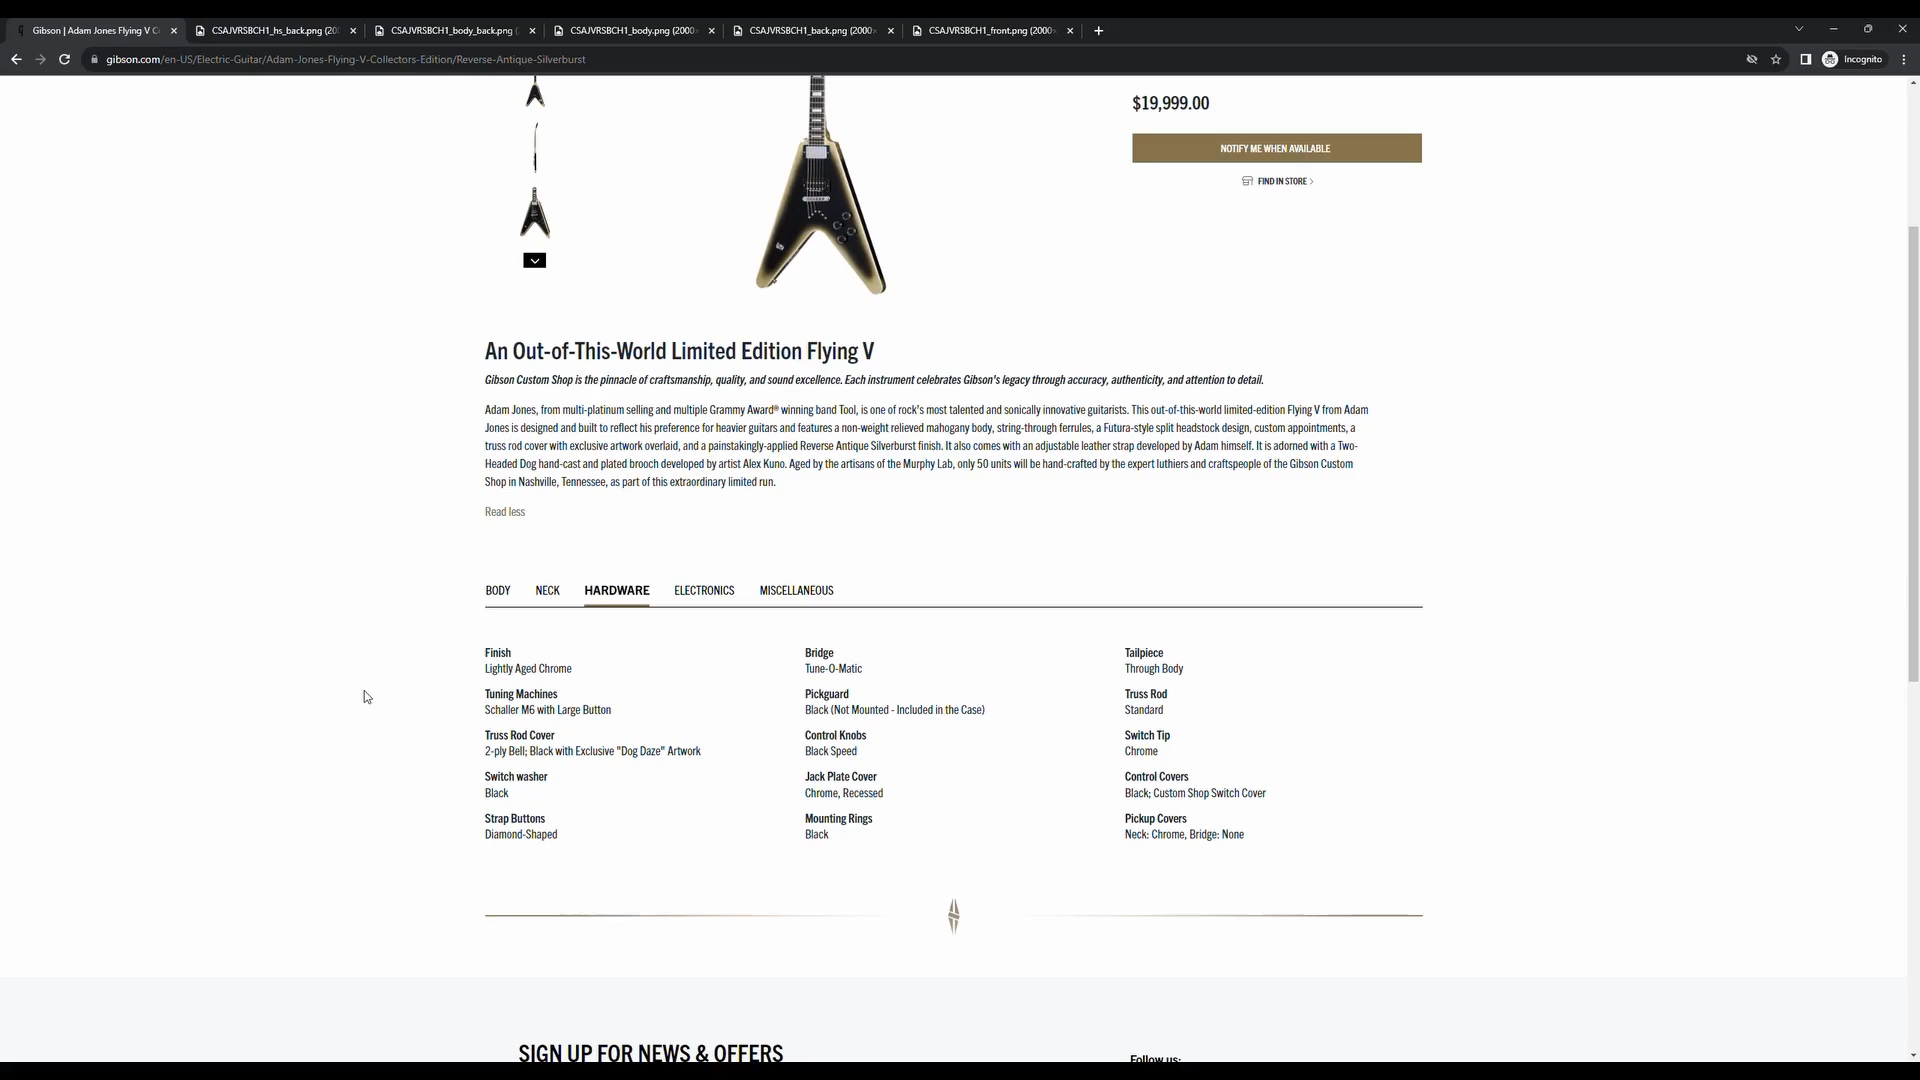 Gibson | Adam Jones Flying V C
CSAJVRSBCH1_hs_back.png (20
CSAJVRSBCH1_body_back.png (
CSAJVRSBCH1_body.png (2000×
CSAJVRSBCH1_back.png (2000×
CSAJVRSBCH1_front.png (2000×
gibson.com/en-US/Electric-Guitar/Adam-Jones-Flying-V-Collectors-Edition/Reverse-Antique-Silverburst
Incognito
$19,999.00
NOTIFY ME WHEN AVAILABLE
FIND IN STORE >
An Out-of-This-World Limited Edition Flying V
Gibson Custom Shop is the pinnacle of craftsmanship, quality, and sound excellence. Each instrument celebrates Gibson's legacy through accuracy, authenticity, and attention to detail.
Adam Jones, from multi-platinum selling and multiple Grammy Award® winning band Tool, is one of rock's most talented and sonically innovative guitarists. This out-of-this-world limited-edition Flying V from Adam
Jones is designed and built to reflect his preference for heavier guitars and features a non-weight relieved mahogany body, string-through ferrules, a Futura-style split headstock design, custom appointments, a
truss rod cover with exclusive artwork overlaid, and a painstakingly-applied Reverse Antique Silverburst finish. It also comes with an adjustable leather strap developed by Adam himself. It is adorned with a Two-
Headed Dog hand-cast and plated brooch developed by artist Alex Kuno. Aged by the artisans of the Murphy Lab, only 50 units will be hand-crafted by the expert luthiers and craftspeople of the Gibson Custom
Shop in Nashville, Tennessee, as part of this extraordinary limited run.
Read less
BODY NECK HARDWARE ELECTRONICS MISCELLANEOUS
Finish
Lightly Aged Chrome
Bridge
Tune-O-Matic
Tailpiece
Through Body
Tuning Machines
Schaller M6 with Large Button
Pickguard
Black (Not Mounted - Included in the Case)
Truss Rod
Standard
Truss Rod Cover
2-ply Bell; Black with Exclusive "Dog Daze" Artwork
Control Knobs
Black Speed
Switch Tip
Chrome
Switch washer
Black
Jack Plate Cover
Chrome, Recessed
Control Covers
Black; Custom Shop Switch Cover
Strap Buttons
Diamond-Shaped
Mounting Rings
Black
Pickup Covers
Neck: Chrome, Bridge: None
SIGN UP FOR NEWS & OFFERS
Follow us: